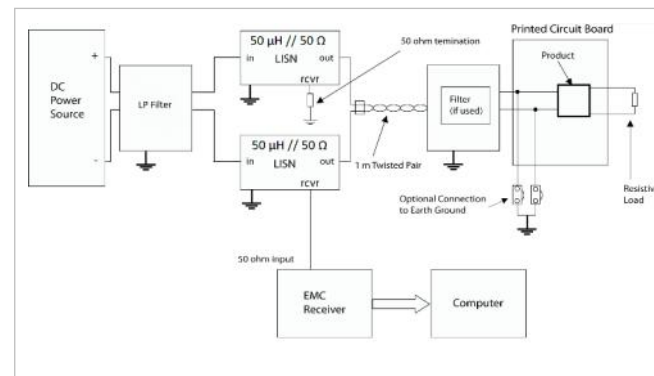 DC
Power
Source
+
-
LP Filter
50 µH // 50 Ω
in
LISN
out
rcvr
50 ohm temination
50 µH // 50 Ω
in
LISN
out
rcvr
1 m Twisted Pair
Filter
(if used)
Printed Circuit Board
Product
Resistive
Load
Optional Connection
to Earth Ground
50 ohm input
EMC
Receiver
Computer